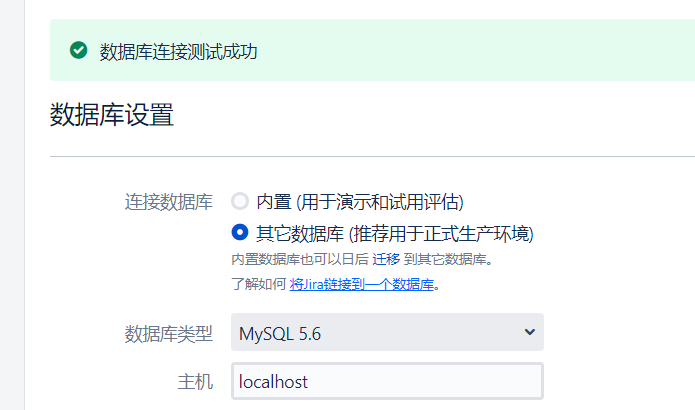 数据库连接测试成功
数据库设置
连接数据库 内置 (用于演示和试用评估)
其它数据库 (推荐用于正式生产环境)
内置数据库也可以日后 迁移 到其它数据库。
了解如何 将Jira链接到一个数据库。
数据库类型 MySQL 5.6
主机 localhost